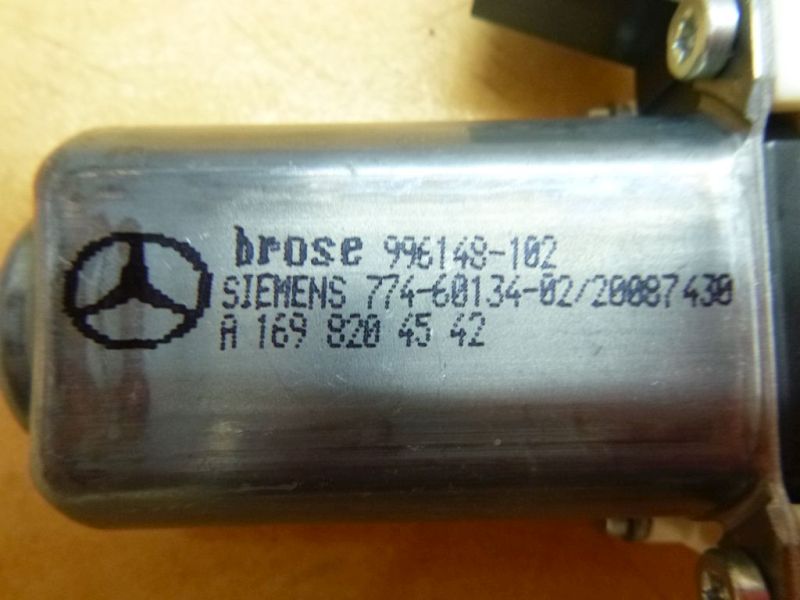 brose 996148-102
SIEMENS 774-60134-02/20087430
A 169 820 45 42